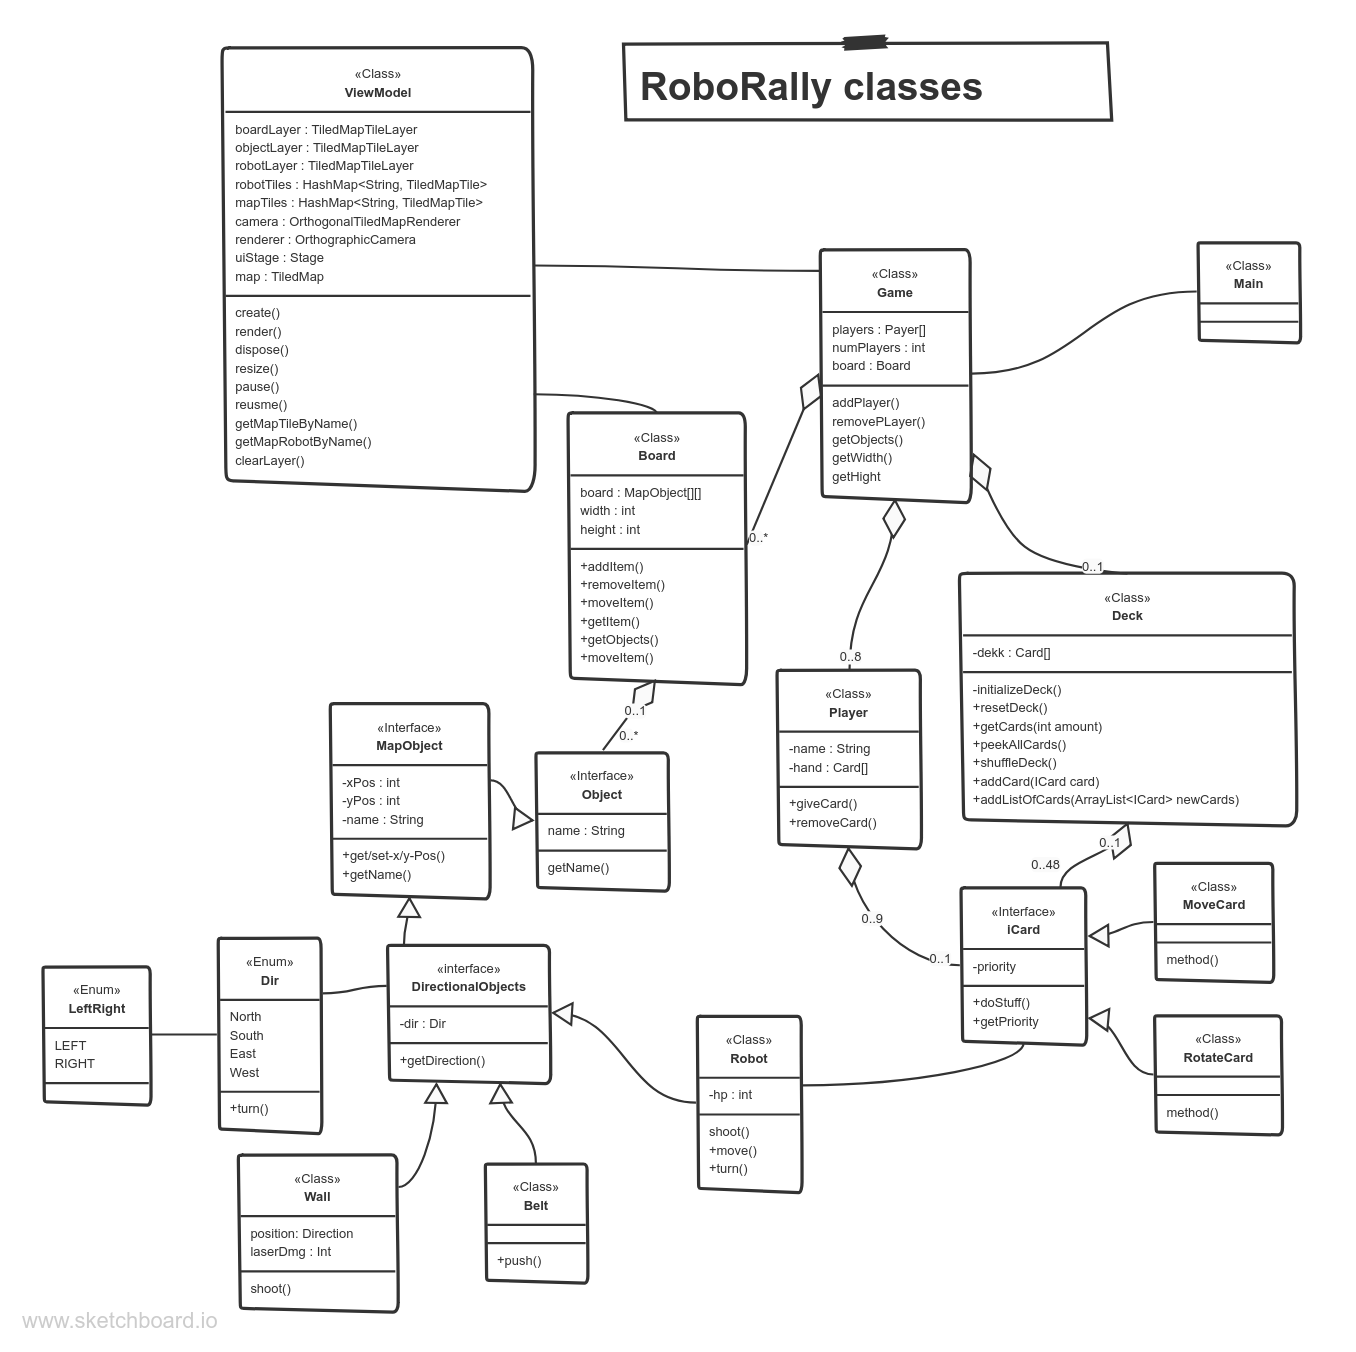 RoboRally classes
«Class»
ViewModel
boardLayer : TiledMapTileLayer
objectLayer : TiledMapTileLayer
robotLayer : TiledMapTileLayer
robotTiles : HashMap<String, TiledMapTile>
mapTiles : HashMap<String, TiledMapTile>
camera : OrthogonalTiledMapRenderer
renderer : OrthographicCamera
uiStage : Stage
map : TiledMap
create()
render()
dispose()
resize()
pause()
reusme()
getMapTileByName()
getMapRobotByName()
clearLayer()
«Class»
Game
players : Payer[]
numPlayers : int
board : Board
addPlayer()
removePLayer()
getObjects()
getWidth()
getHight
«Class»
Main
«Class»
Board
board : MapObject[][]
width : int
height : int
+addItem()
+removeItem()
+moveItem()
+getItem()
+getObjects()
+moveItem()
0..*
0..1
0..8
0..1
0..*
«Class»
Deck
-dekk : Card[]
-initializeDeck()
+resetDeck()
+getCards(int amount)
+peekAllCards()
+shuffleDeck()
+addCard(ICard card)
+addListOfCards(ArrayList<ICard> newCards)
«Class»
Player
-name : String
-hand : Card[]
+giveCard()
+removeCard()
«Interface»
MapObject
-xPos : int
-yPos : int
-name : String
+get/set-x/y-Pos()
+getName()
«Interface»
Object
name : String
getName()
0..1
0..48
0..9
0..1
«Interface»
iCard
-priority
+doStuff()
+getPriority
«Class»
MoveCard
method()
«Class»
RotateCard
method()
«Enum»
LeftRight
LEFT
RIGHT
«Enum»
Dir
North
South
East
West
+turn()
«interface»
DirectionalObjects
-dir : Dir
+getDirection()
«Class»
Robot
-hp : int
shoot()
+move()
+turn()
«Class»
Wall
position: Direction
laserDmg : Int
shoot()
«Class»
Belt
+push()
www.sketchboard.io